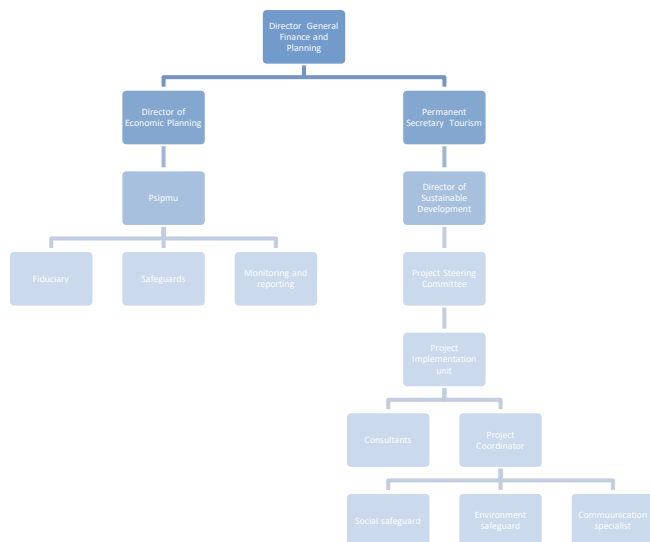 Director General
Finance and
Planning
Director of
Economic Planning
Permanent
Secretary Tourism
Psipmu
Director of
Sustainable
Development
Fiduciary
Safeguards
Monitoring and
reporting
Project Steering
Committee
Project
Implementation
unit
Consultants
Project
Coordinator
Social safeguard
Environment
safeguard
Commuunication
specialist